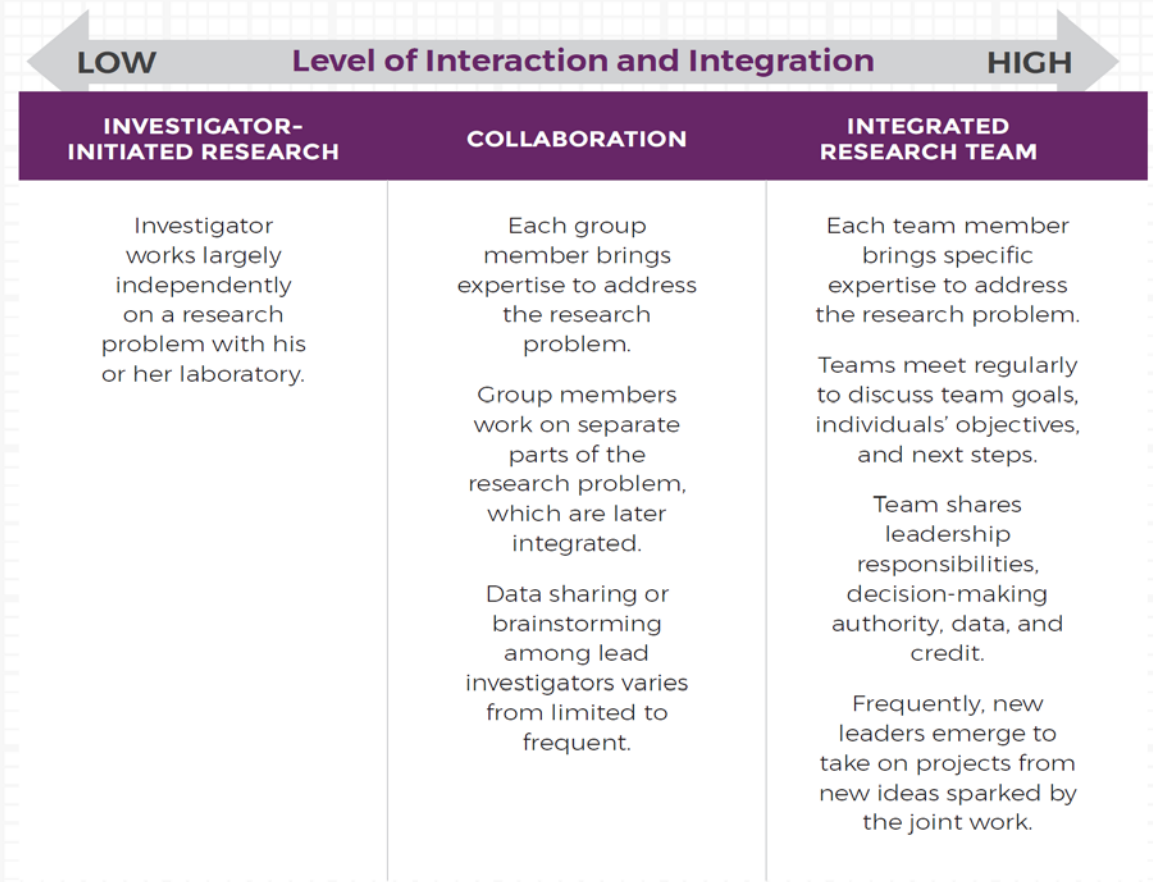 LOW Level of Interaction and Integration HIGH
INVESTIGATOR-
INITIATED RESEARCH
COLLABORATION
INTEGRATED
RESEARCH TEAM
Investigator
works largely
independently
on a research
problem with his
or her laboratory.
Each group
member brings
expertise to address
the research
problem.
Group members
work on separate
parts of the
research problem,
which are later
integrated.
Data sharing or
brainstorming
among lead
investigators varies
from limited to
frequent.
Each team member
brings specific
expertise to address
the research problem.
Teams meet regularly
to discuss team goals,
individuals’ objectives,
and next steps.
Team shares
leadership
responsibilities,
decision-making
authority, data, and
credit.
Frequently, new
leaders emerge to
take on projects from
new ideas sparked by
the joint work.